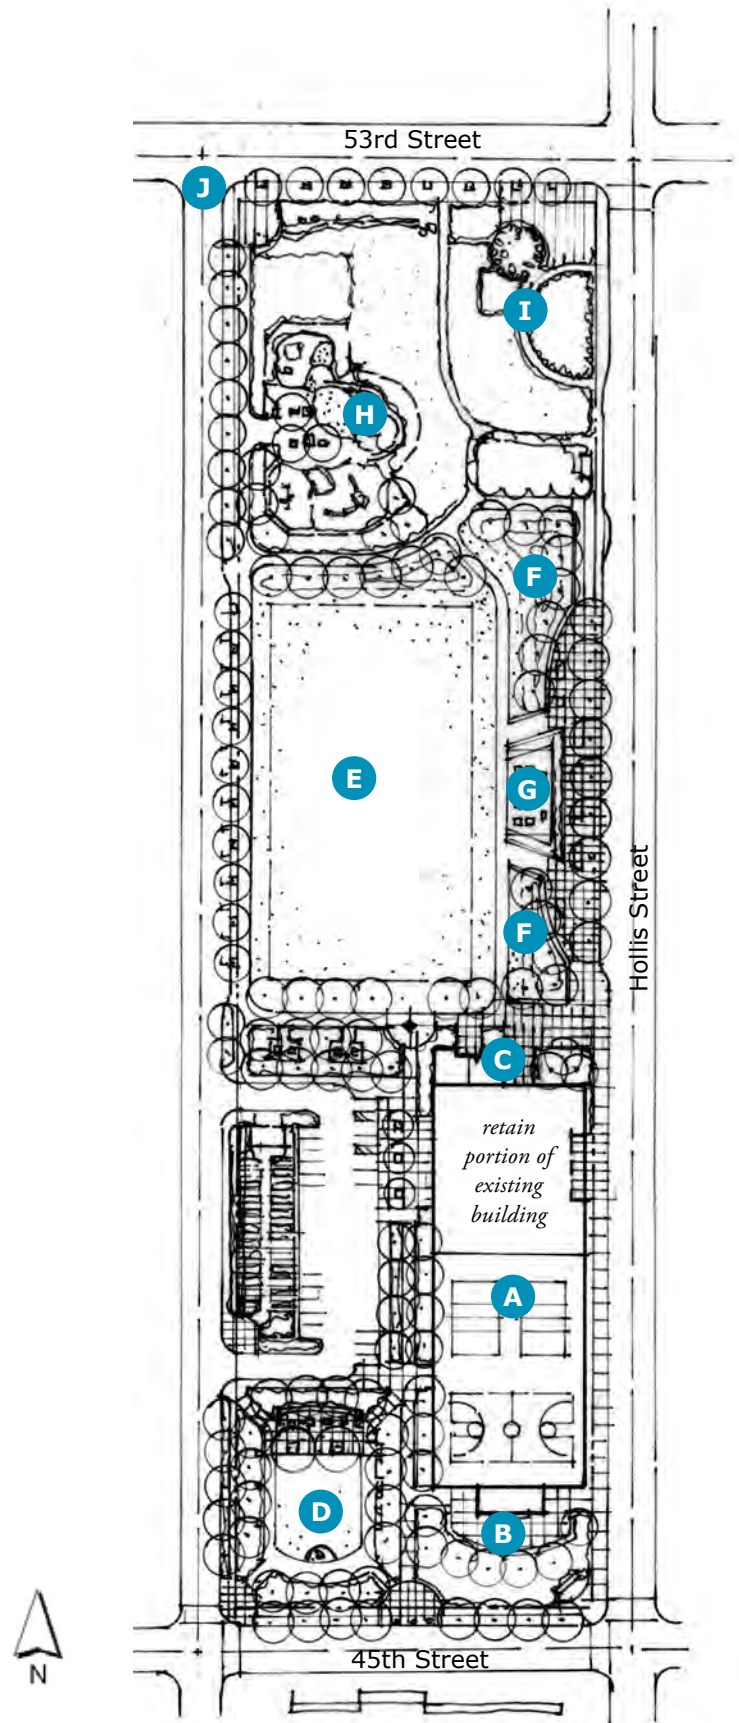 53rd Street
J
I
H
F
E
G
Hollis Street
F
C
retain
portion of
existing
building
A
D
B
45th Street
N